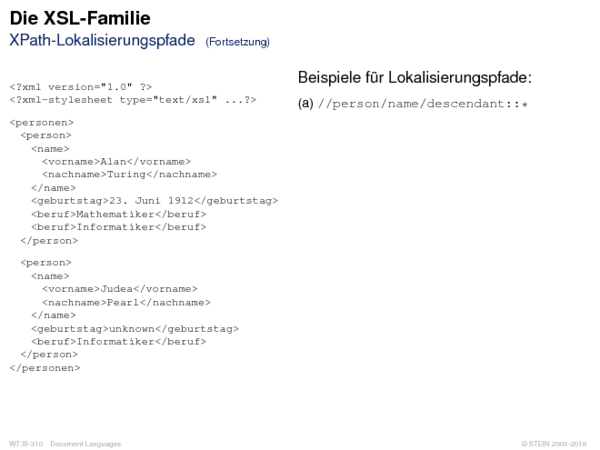 Die XSL-Familie
XPath-Lokalisierungspfade (Fortsetzung)
<?xml version="1.0" ?>
<?xml-stylesheet type="text/xsl" ...?>
<personen>
<person>
<name>
<vorname>Alan</vorname>
<nachname>Turing</nachname>
</name>
<geburtstag>23. Juni 1912</geburtstag>
<beruf>Mathematiker</beruf>
<beruf>Informatiker</beruf>
</person>
<person>
<name>
<vorname>Judea</vorname>
<nachname>Pearl</nachname>
</name>
<geburtstag>unknown</geburtstag>
<beruf>Informatiker</beruf>
</person>
</personen>
Beispiele für Lokalisierungspfade:
(a) //person/name/descendant::*
WT:III-310 Document Languages
© STEIN 2005-2018